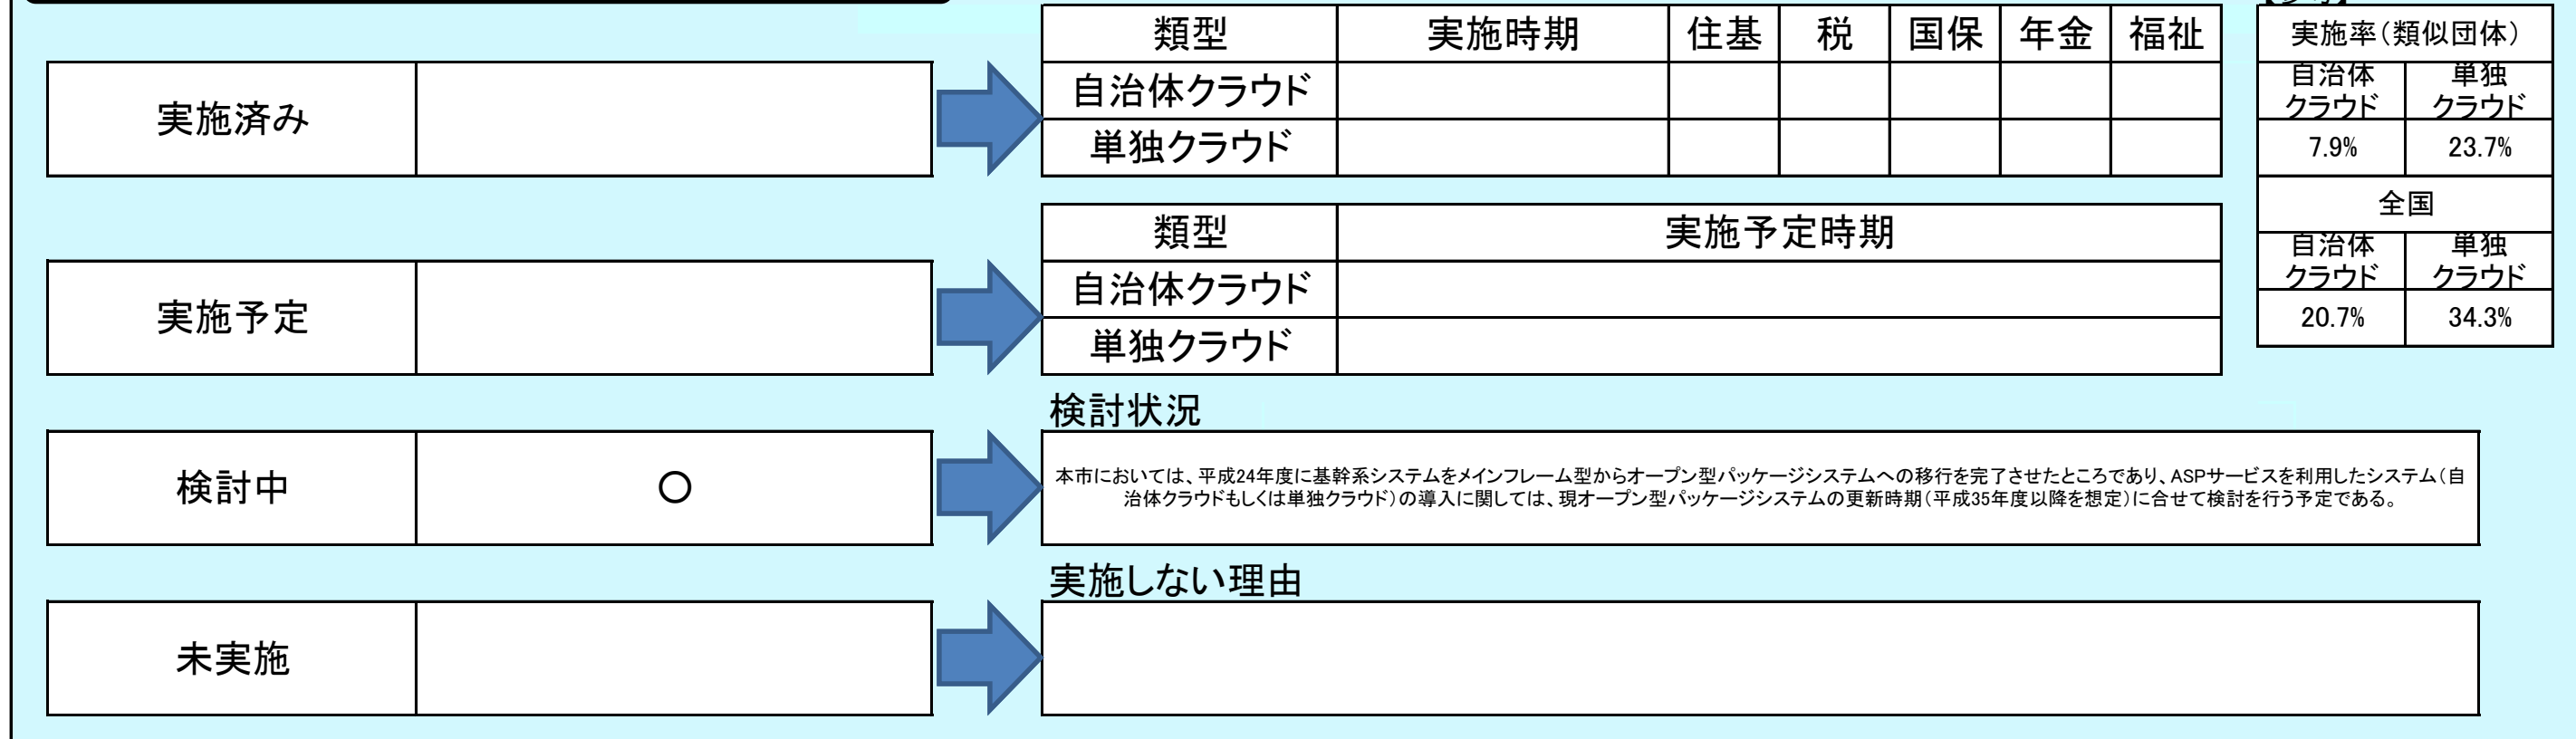 類型 実施時期 住基 税 国保 年金 福祉
実施済み
自治体クラウド
単独クラウド
実施率（類似団体）
自治体クラウド 単独クラウド
7.9% 23.7%
全国
自治体クラウド 単独クラウド
20.7% 34.3%
類型 実施予定時期
実施予定
自治体クラウド
単独クラウド
検討状況
検討中 ○
本市においては、平成24年度に基幹系システムをメインフレーム型からオープン型パッケージシステムへの移行を完了させたところであり、ASPサービスを利用したシステム（自
治体クラウドもしくは単独クラウド）の導入に関しては、現オープン型パッケージシステムの更新時期（平成35年度以降を想定）に合せて検討を行う予定である。
実施しない理由
未実施